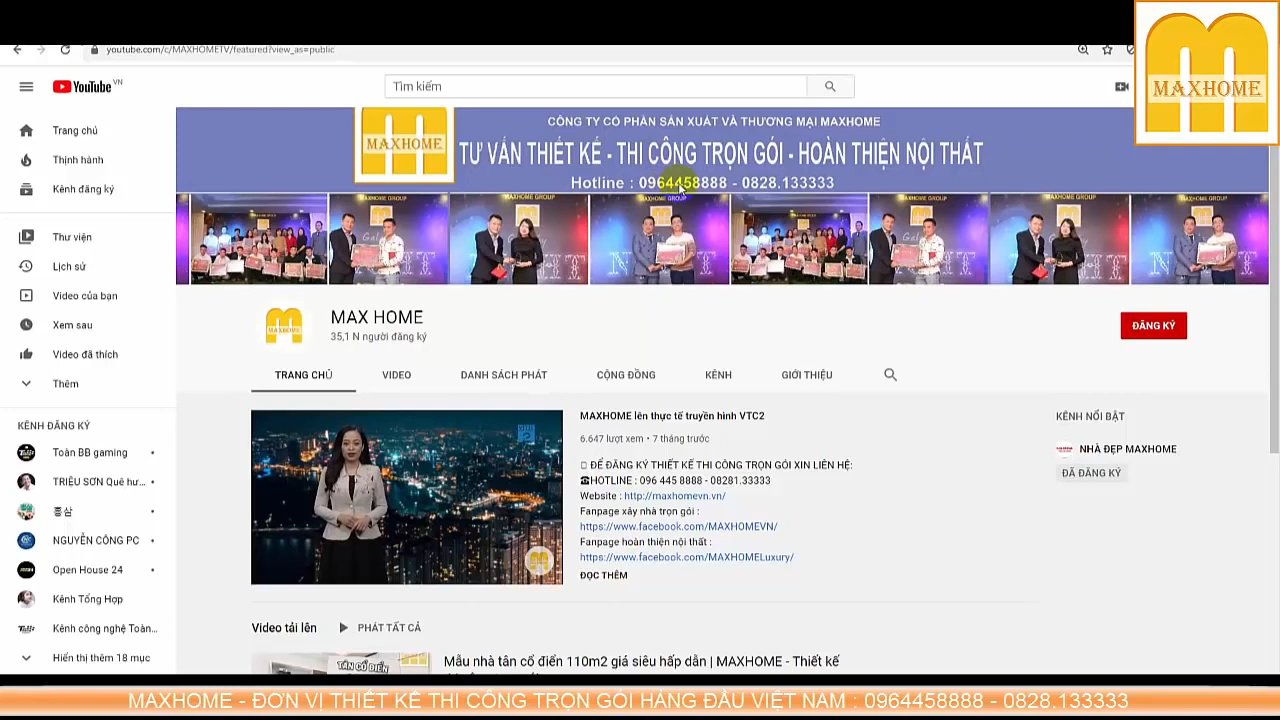 youtube.com/c/MAXHOMETV/featured?view_as=public
MAXHOME
YouTube VN
Tìm kiếm
Trang chủ
Thịnh hành
Kênh đăng ký
Thư viện
Lịch sử
Video của bạn
Xem sau
Video đã thích
Thêm
KÊNH ĐĂNG KÝ
Toàn BB gaming
TRIỆU SƠN Quê hư...
홍삼
NGUYỄN CÔNG PC
Open House 24
Kênh Tổng Hợp
Kênh công nghệ Toàn...
Hiển thị thêm 18 mục
MAXHOME
CÔNG TY CỔ PHẦN SẢN XUẤT VÀ THƯƠNG MẠI MAXHOME
TƯ VẤN THIẾT KẾ - THI CÔNG TRỌN GÓI - HOÀN THIỆN NỘI THẤT
Hotline : 0964458888 - 0828.133333
MAXHOME
MAX HOME
35,1 N người đăng ký
ĐĂNG KÝ
TRANG CHỦ VIDEO DANH SÁCH PHÁT CỘNG ĐỒNG KÊNH GIỚI THIỆU
MAXHOME lên thực tế truyền hình VTC2
6.647 lượt xem • 7 tháng trước
ĐỂ ĐĂNG KÝ THIẾT KẾ THI CÔNG TRỌN GÓI XIN LIÊN HỆ:
☎HOTLINE : 096 445 8888 - 08281.33333
Website : http://maxhomevn.vn/
Fanpage xây nhà trọn gói :
https://www.facebook.com/MAXHOMEVN/
Fanpage hoàn thiện nội thất :
https://www.facebook.com/MAXHOMELuxury/
ĐỌC THÊM
KÊNH NỔI BẬT
NHÀ ĐẸP MAXHOME
ĐÃ ĐĂNG KÝ
Video tải lên PHÁT TẤT CẢ
TÂN CỔ ĐIỂN
Mẫu nhà tân cổ điển 110m2 giá siêu hấp dẫn | MAXHOME - Thiết kế
MAXHOME - ĐƠN VỊ THIẾT KẾ THI CÔNG TRỌN GÓI HÀNG ĐẦU VIỆT NAM : 0964458888 - 0828.133333